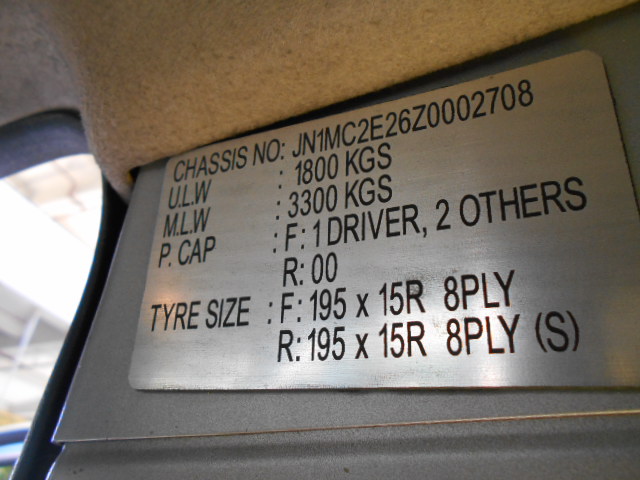 CHASSIS NO: JN1MC2E26Z0002708
U.L.W : 1800 KGS
M.L.W : 3300 KGS
P. CAP : F: 1 DRIVER, 2 OTHERS
R: 00
TYRE SIZE : F: 195 x 15R 8PLY
R: 195 x 15R 8PLY (S)